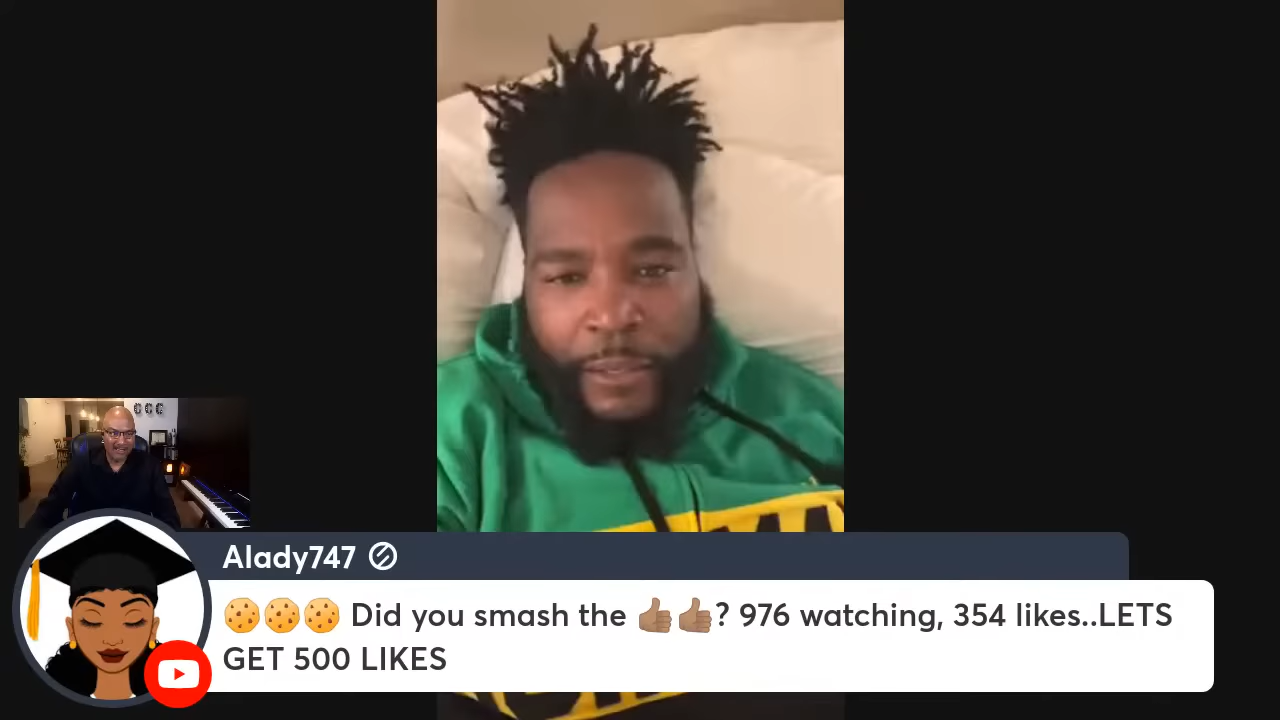 Alady747
🍪🍪🍪 Did you smash the 👍🏽👍🏽? 976 watching, 354 likes..LETS
GET 500 LIKES